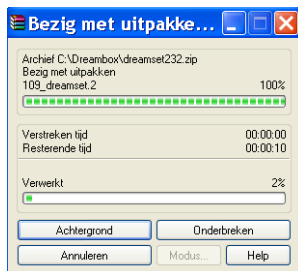 Bezig met uitpakke...
Archief C:\Dreambox\dreamset232.zip
Bezig met uitpakken
109_dreamset.2 100%
Verstreken tijd 00:00:00
Resterende tijd 00:00:10
Verwerkt 2%
Achtergrond Onderbreken
Annuleren Modus... Help